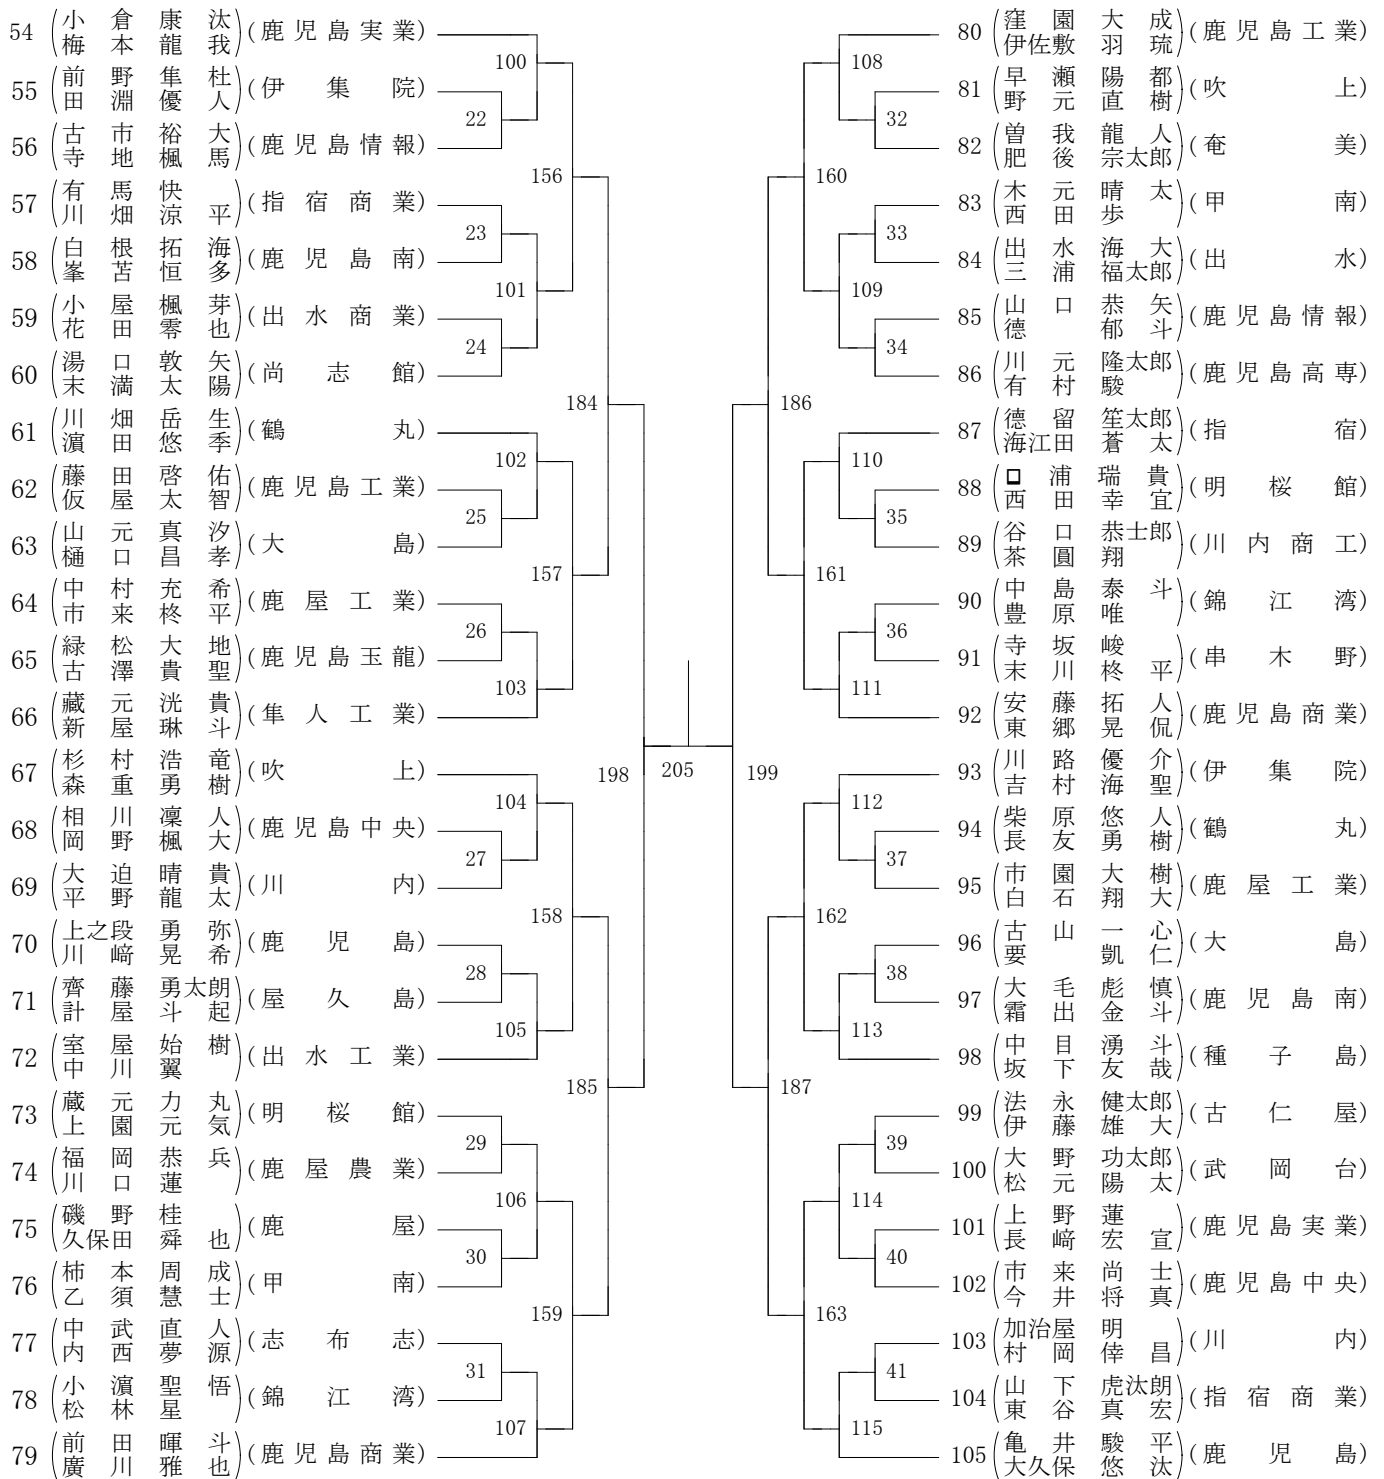 54 小倉康汰 梅本龍我 (鹿児島実業)
55 前野隼杜 田淵優人 (伊集院)
56 古市裕大 寺地楓馬 (鹿児島情報)
57 有馬快 川畑涼平 (指宿商業)
58 白根拓海 峯苫恒多 (鹿児島南)
59 小屋楓芽 花田零也 (出水商業)
60 湯口敦矢 末満太陽 (尚志館)
61 川畑岳生 濵田悠季 (鶴丸)
62 藤田啓佑 仮屋太智 (鹿児島工業)
63 山元真汐 樋口昌孝 (大島)
64 中村充希 市来柊平 (鹿屋工業)
65 緑松大地 古澤貴聖 (鹿児島玉龍)
66 藏元洸貴 新屋琳斗 (隼人工業)
67 杉村浩竜 森重勇樹 (吹上)
68 相川凜人 岡野楓大 (鹿児島中央)
69 大迫晴貴 平野龍太 (川内)
70 上之段勇弥 川﨑晃希 (鹿児島)
71 齊藤勇太朗 計屋斗起 (屋久島)
72 室屋始樹 中川翼 (出水工業)
73 蔵元力丸 上園元気 (明桜館)
74 福岡恭兵 川口蓮 (鹿屋農業)
75 磯野桂 久保田舜也 (鹿屋)
76 柿本周成 乙須慧士 (甲南)
77 中武直人 内西夢源 (志布志)
78 小濵聖悟 松林星 (錦江湾)
79 前田暉斗 廣川雅也 (鹿児島商業)
100
22
156
23
101
24
184
102
25
157
26
103
198
104
27
158
28
105
185
29
106
30
159
31
107
205
199
108
32
160
33
109
34
186
110
35
161
36
111
112
37
162
38
113
187
39
114
40
163
41
115
80 窪園大成 伊佐敷羽琉 (鹿児島工業)
81 早瀬陽都 野元直樹 (吹上)
82 曽我龍人 肥後宗太郎 (奄美)
83 木元晴太 西田歩 (甲南)
84 出水海大 三浦福太郎 (出水)
85 山口恭矢 德郁斗 (鹿児島情報)
86 川元隆太郎 有村駿 (鹿児島高専)
87 德留笙太郎 海江田蒼太 (指宿)
88 口浦瑞貴 西田幸宜 (明桜館)
89 谷口恭士郎 茶圓翔 (川内商工)
90 中島泰斗 豊原唯 (錦江湾)
91 寺坂峻 末川柊平 (串木野)
92 安藤拓人 東郷晃侃 (鹿児島商業)
93 川路優介 吉村海聖 (伊集院)
94 柴原悠人 長友勇樹 (鶴丸)
95 市園大樹 白石翔大 (鹿屋工業)
96 古山一心 要凱仁 (大島)
97 大毛彪慎 霜出金斗 (鹿児島南)
98 中目湧斗 坂下友哉 (種子島)
99 法永健太郎 伊藤雄大 (古仁屋)
100 大野功太郎 松元陽太 (武岡台)
101 上野蓮 長﨑宏宣 (鹿児島実業)
102 市来尚士 今井将真 (鹿児島中央)
103 加治屋明 村岡倖昌 (川内)
104 山下虎汰朗 東谷真宏 (指宿商業)
105 亀井駿平 大久保悠汰 (鹿児島)